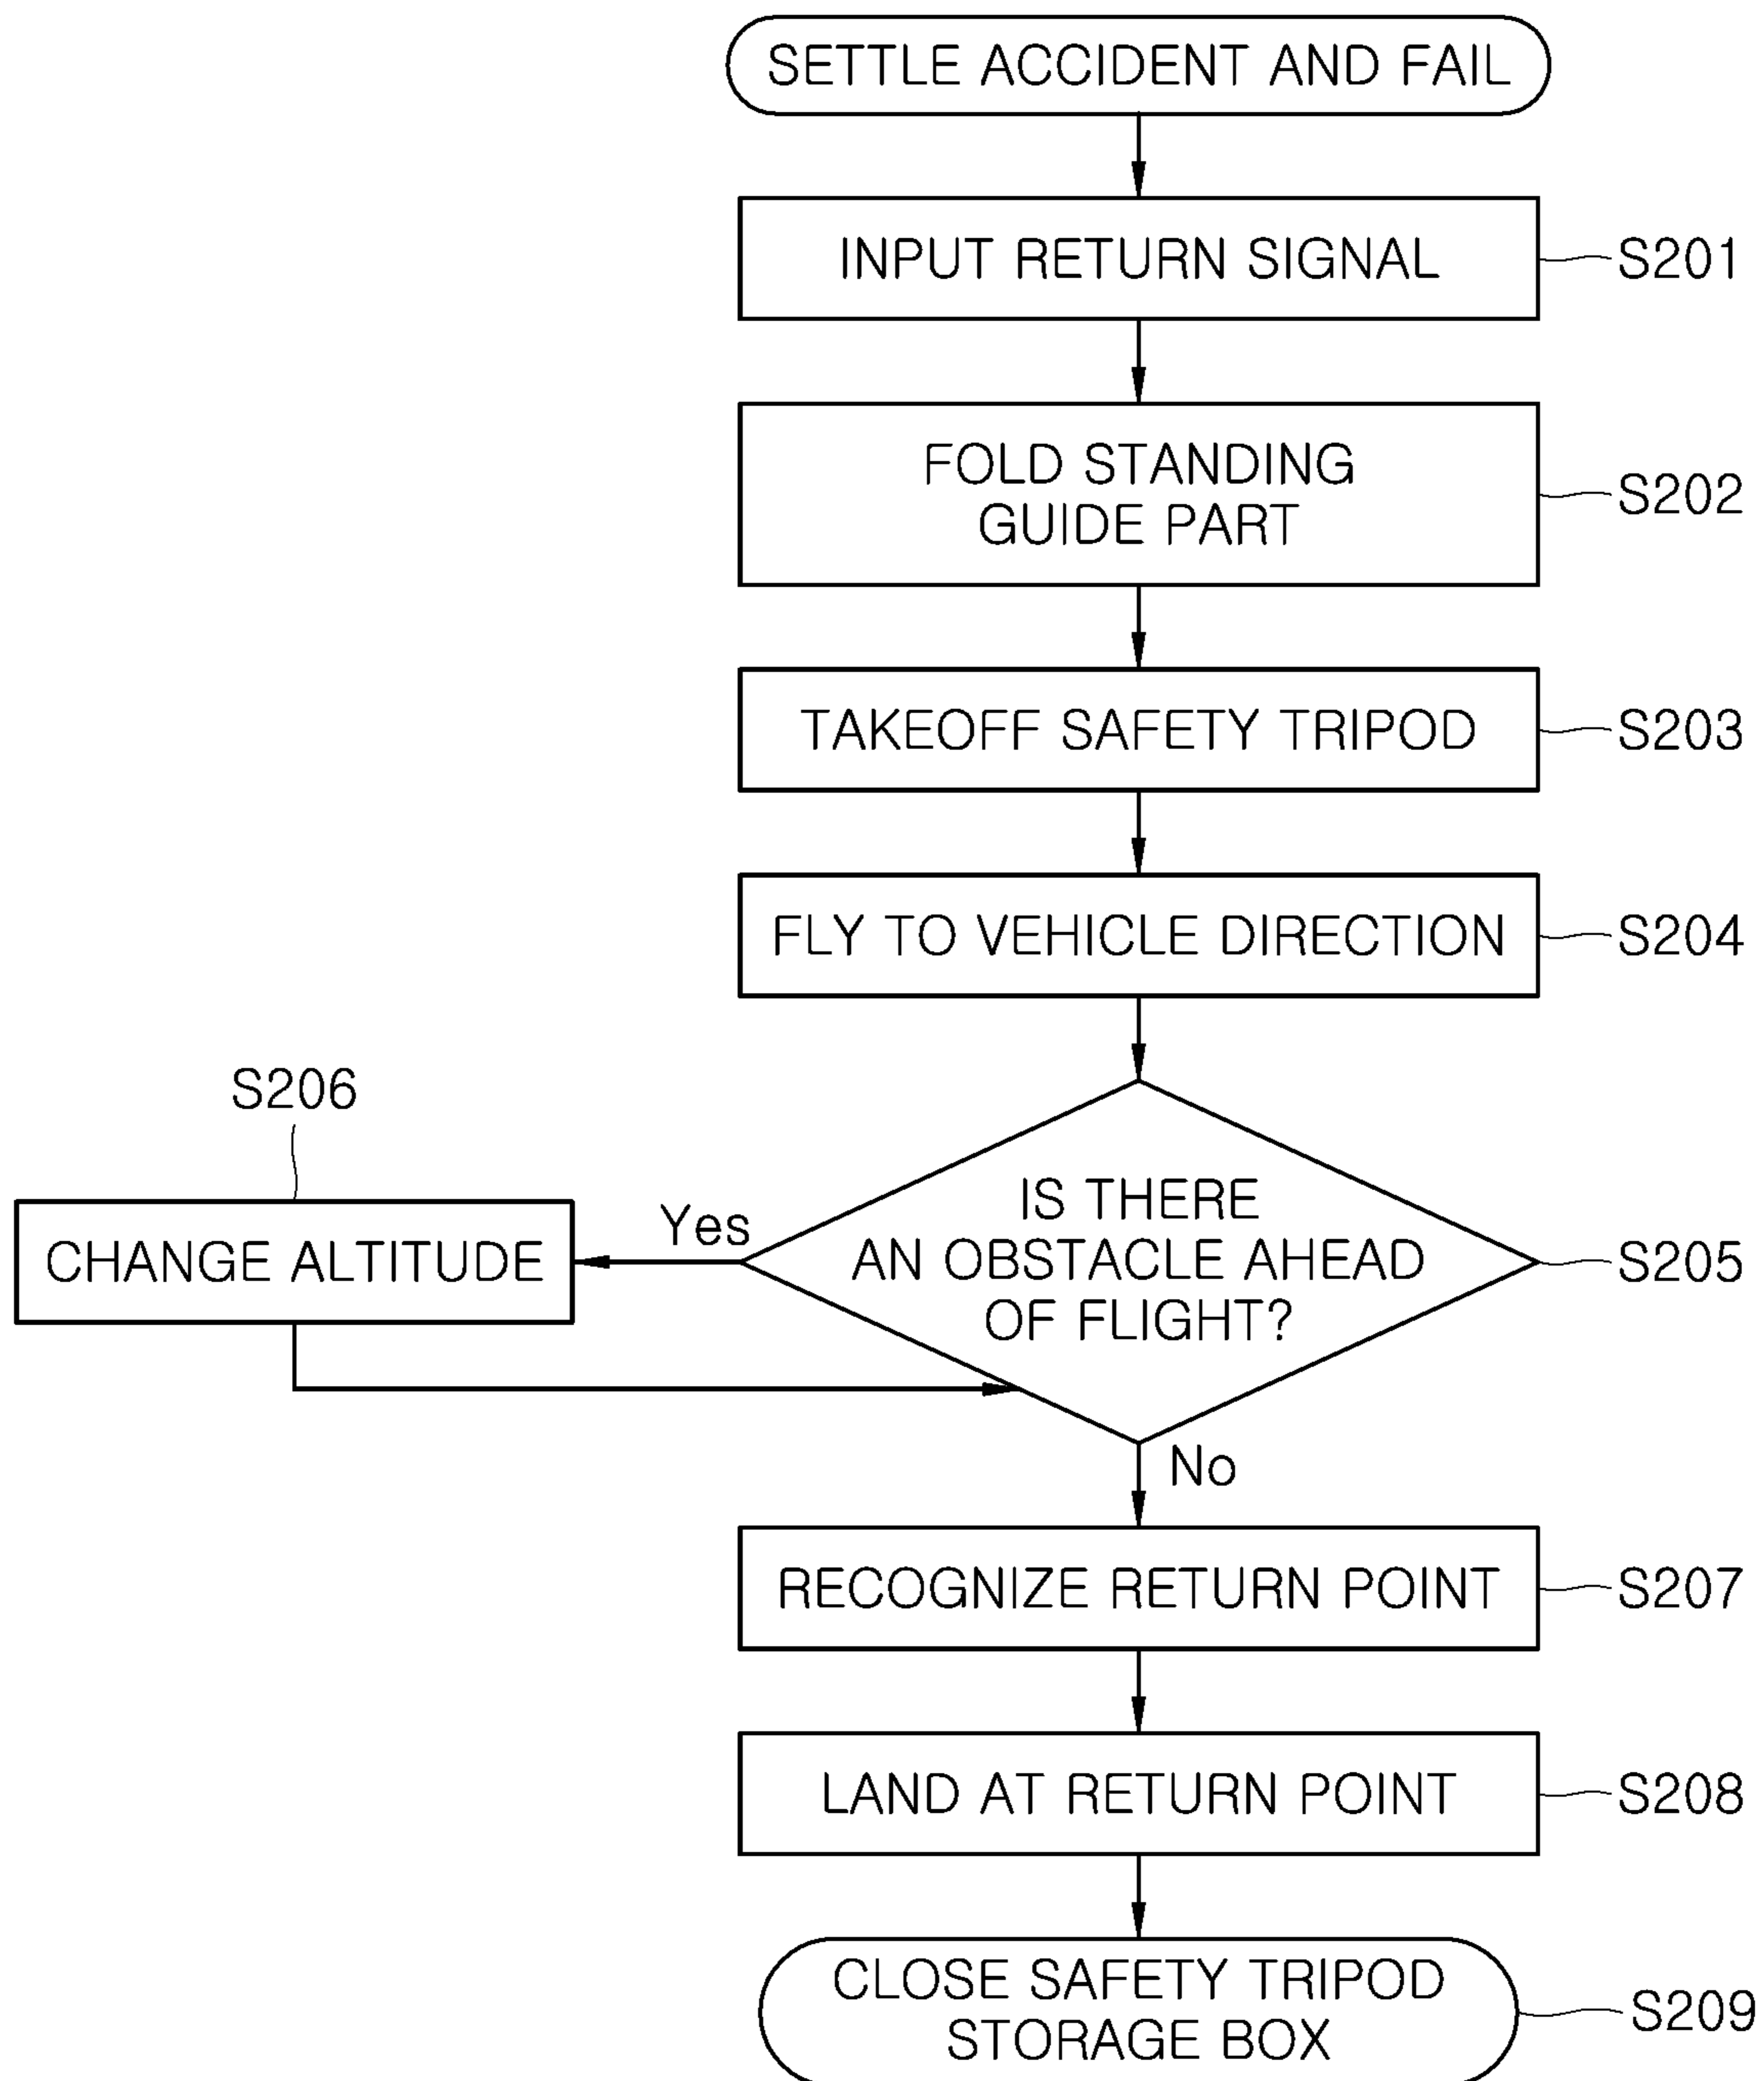 SETTLE ACCIDENT AND FAIL
INPUT RETURN SIGNAL
S201
FOLD STANDING
GUIDE PART
S202
TAKEOFF SAFETY TRIPOD
S203
FLY TO VEHICLE DIRECTION
S204
S206
CHANGE ALTITUDE
Yes
IS THERE
AN OBSTACLE AHEAD
OF FLIGHT?
S205
No
RECOGNIZE RETURN POINT
S207
LAND AT RETURN POINT
S208
CLOSE SAFETY TRIPOD
STORAGE BOX
S209